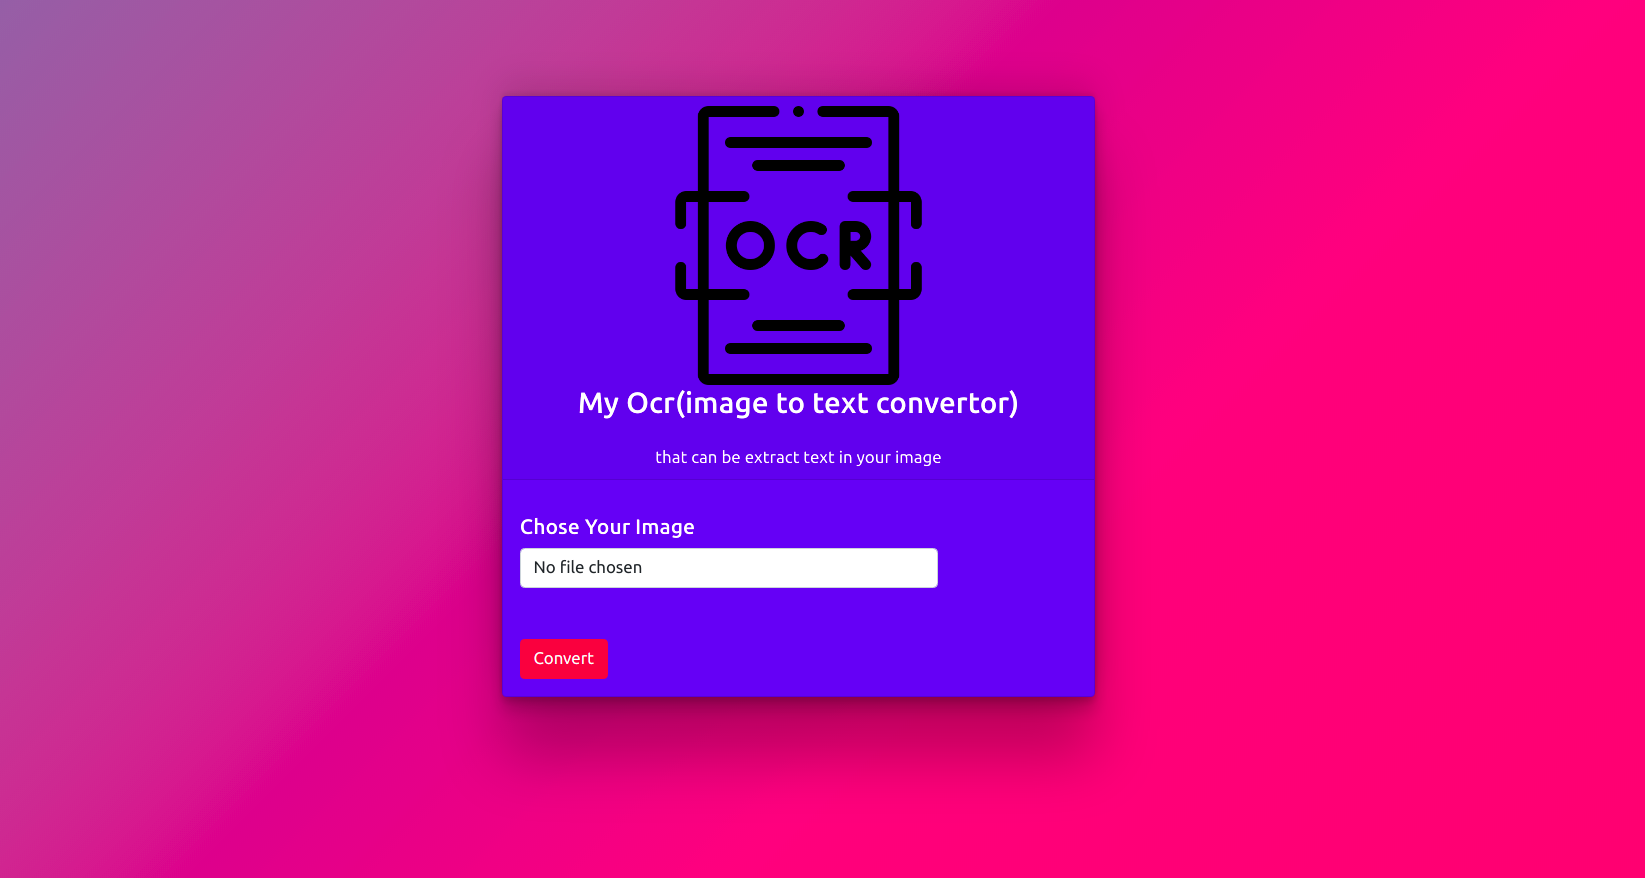 OCR
My Ocr(image to text convertor)
that can be extract text in your image
Chose Your Image
No file chosen
Convert